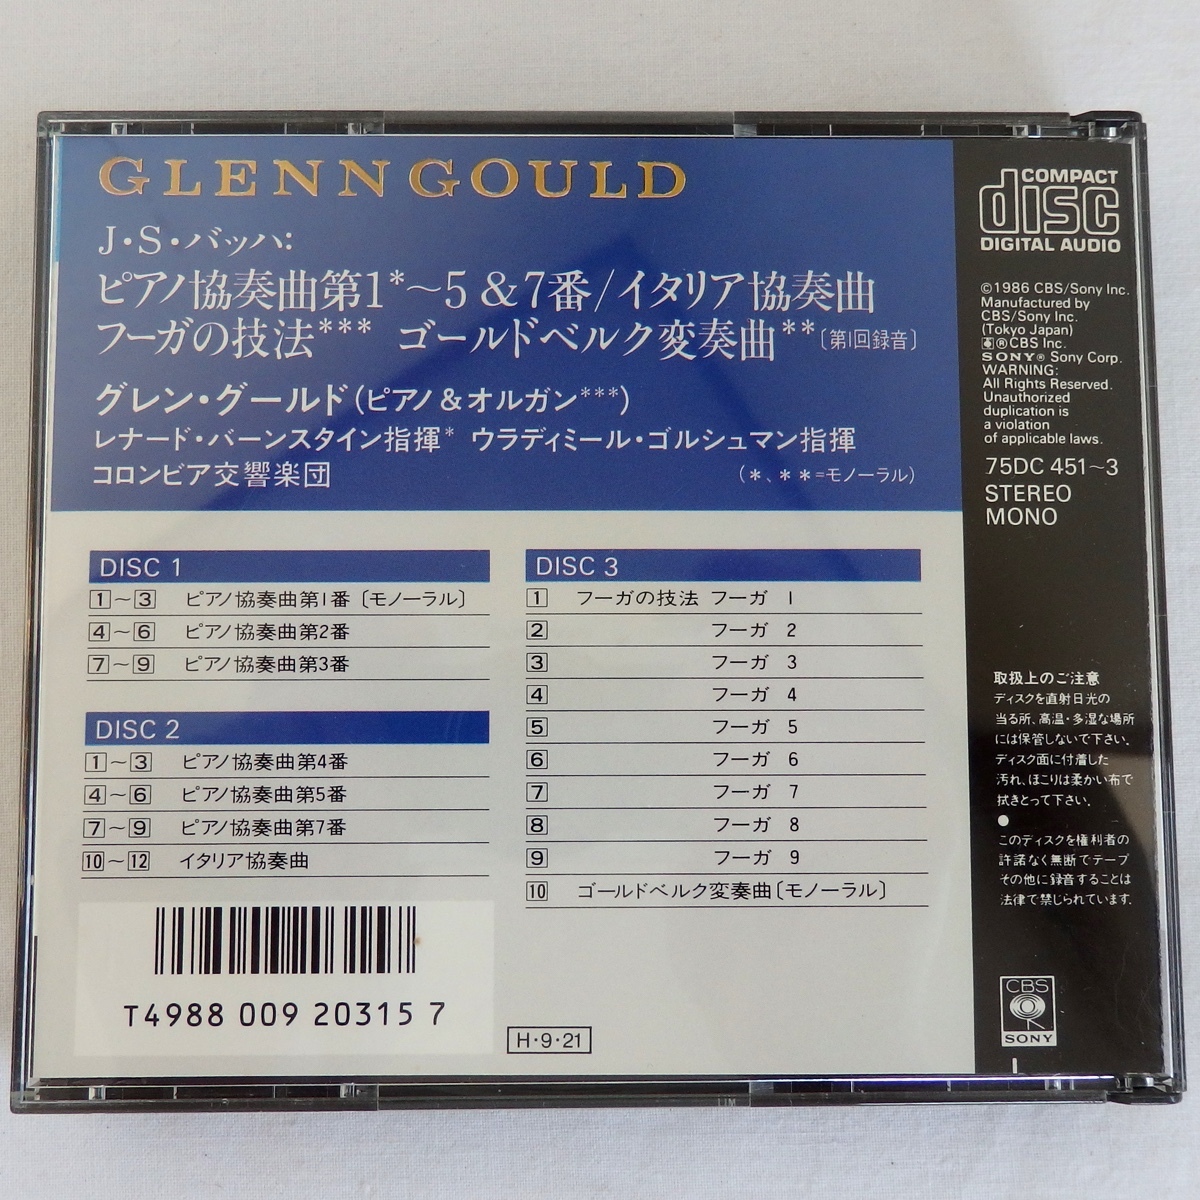 GLENN GOULD
J・S・バッハ:
ピアノ協奏曲第1*~5&7番/イタリア協奏曲
フーガの技法*** ゴールドベルク変奏曲**〔第1回録音〕
グレン・グールド(ピアノ&オルガン***)
レナード・バーンスタイン指揮* ウラディミール・ゴルシュマン指揮
コロンビア交響楽団 (*、**=モノーラル)
DISC 1
1~3 ピアノ協奏曲第1番〔モノーラル〕
4~6 ピアノ協奏曲第2番
7~9 ピアノ協奏曲第3番
DISC 2
1~3 ピアノ協奏曲第4番
4~6 ピアノ協奏曲第5番
7~9 ピアノ協奏曲第7番
10~12 イタリア協奏曲
T4988 009 20315 7
DISC 3
1 フーガの技法 フーガ 1
2 フーガ 2
3 フーガ 3
4 フーガ 4
5 フーガ 5
6 フーガ 6
7 フーガ 7
8 フーガ 8
9 フーガ 9
10 ゴールドベルク変奏曲〔モノーラル〕
H・9・21
COMPACT
disc
DIGITAL AUDIO
©1986 CBS/Sony Inc.
Manufactured by
CBS/Sony Inc.
(Tokyo Japan)
®CBS Inc.
SONY® Sony Corp.
WARNING:
All Rights Reserved.
Unauthorized
duplication is
a violation
of applicable laws.
75DC 451~3
STEREO
MONO
取扱上のご注意
ディスクを直射日光の
当る所、高温・多湿な場所
には保管しないで下さい。
ディスク面に付着した
汚れ、ほこりは柔かい布で
拭きとって下さい。
●
このディスクを権利者の
許諾なく無断でテープ
その他に録音することは
法律で禁じられています。
CBS
SONY